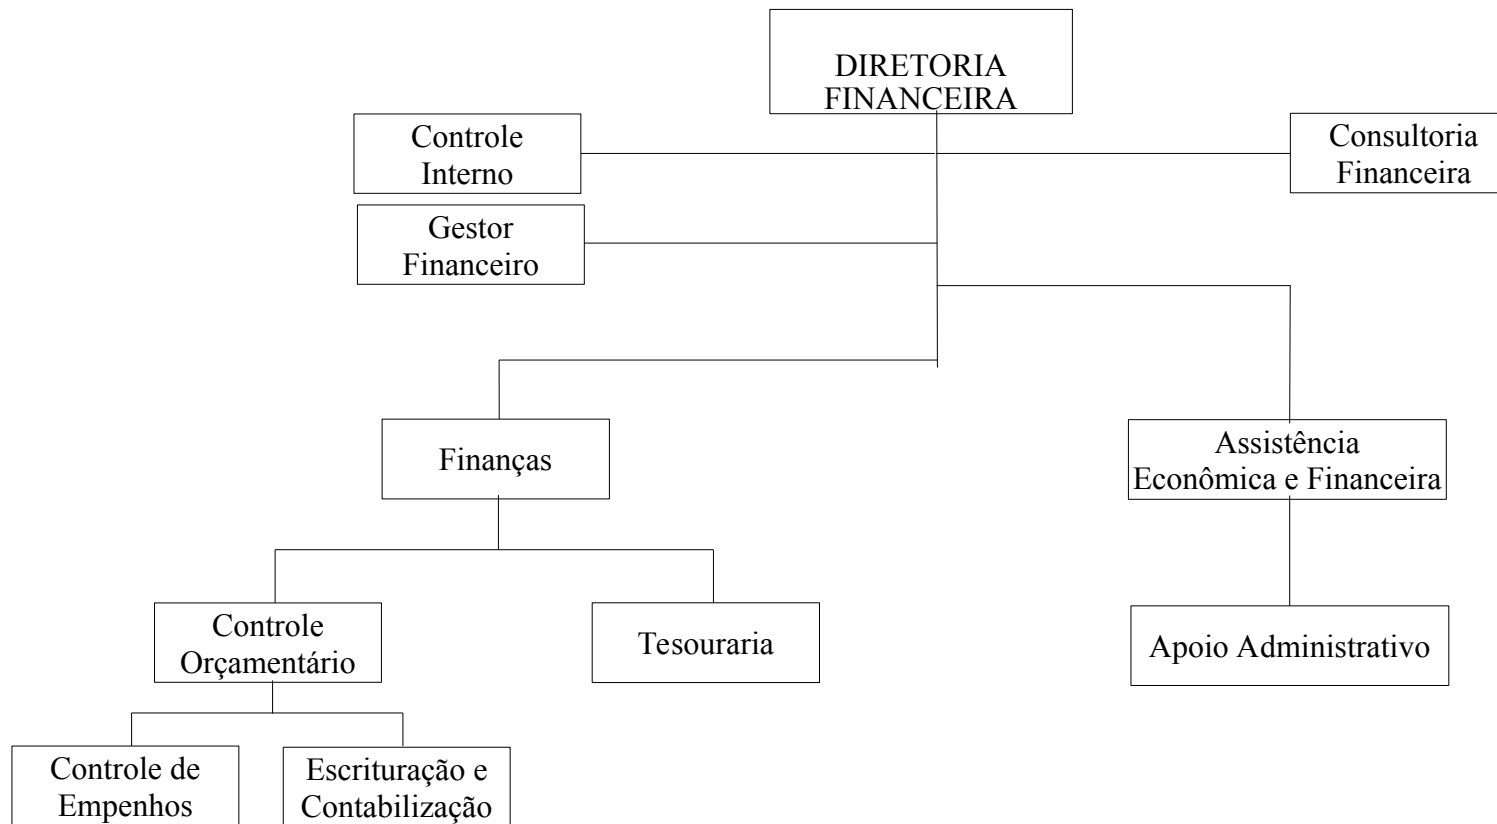 DIRETORIA
FINANCEIRA
Controle
Interno
Consultoria
Financeira
Gestor
Financeiro
Finanças
Assistência
Econômica e Financeira
Controle
Orçamentário
Tesouraria
Apoio Administrativo
Controle de
Empenhos
Escrituração e
Contabilização